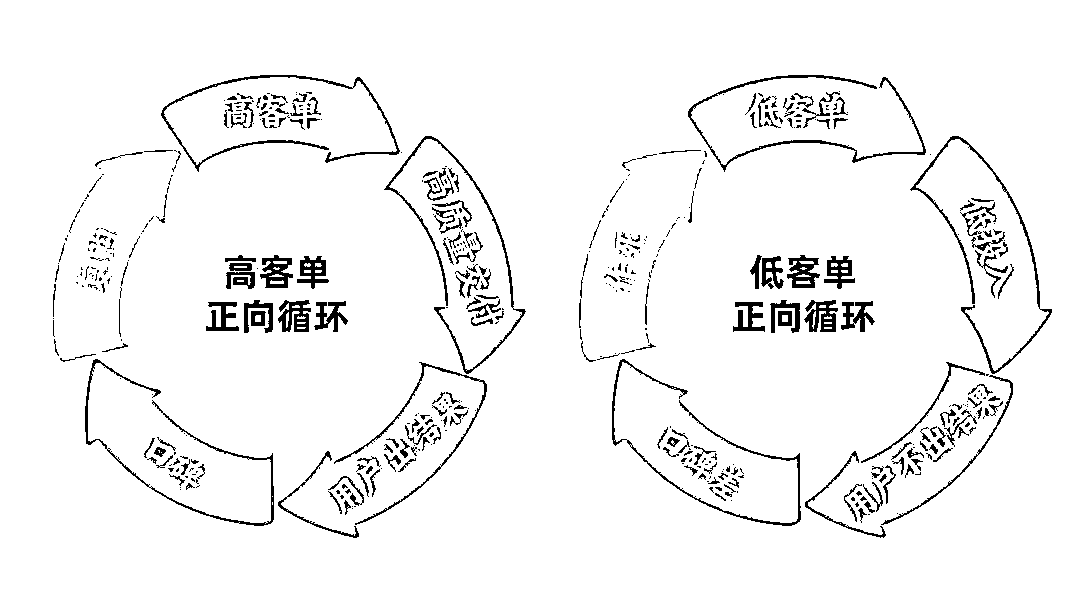 高客单
高质量交付
用户出结果
口碑
复购
高客单
正向循环
低客单
低投入
用户不出结果
口碑差
作死
低客单
正向循环